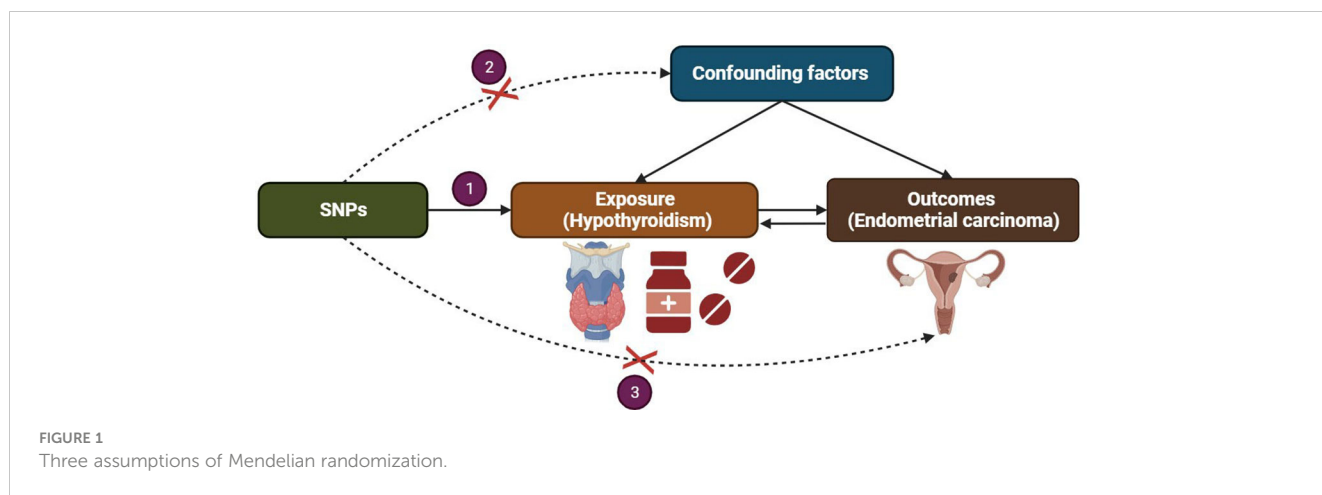 2
Confounding factors
1
SNPs
Exposure
(Hypothyroidism)
Outcomes
(Endometrial carcinoma)
3
FIGURE 1
Three assumptions of Mendelian randomization.